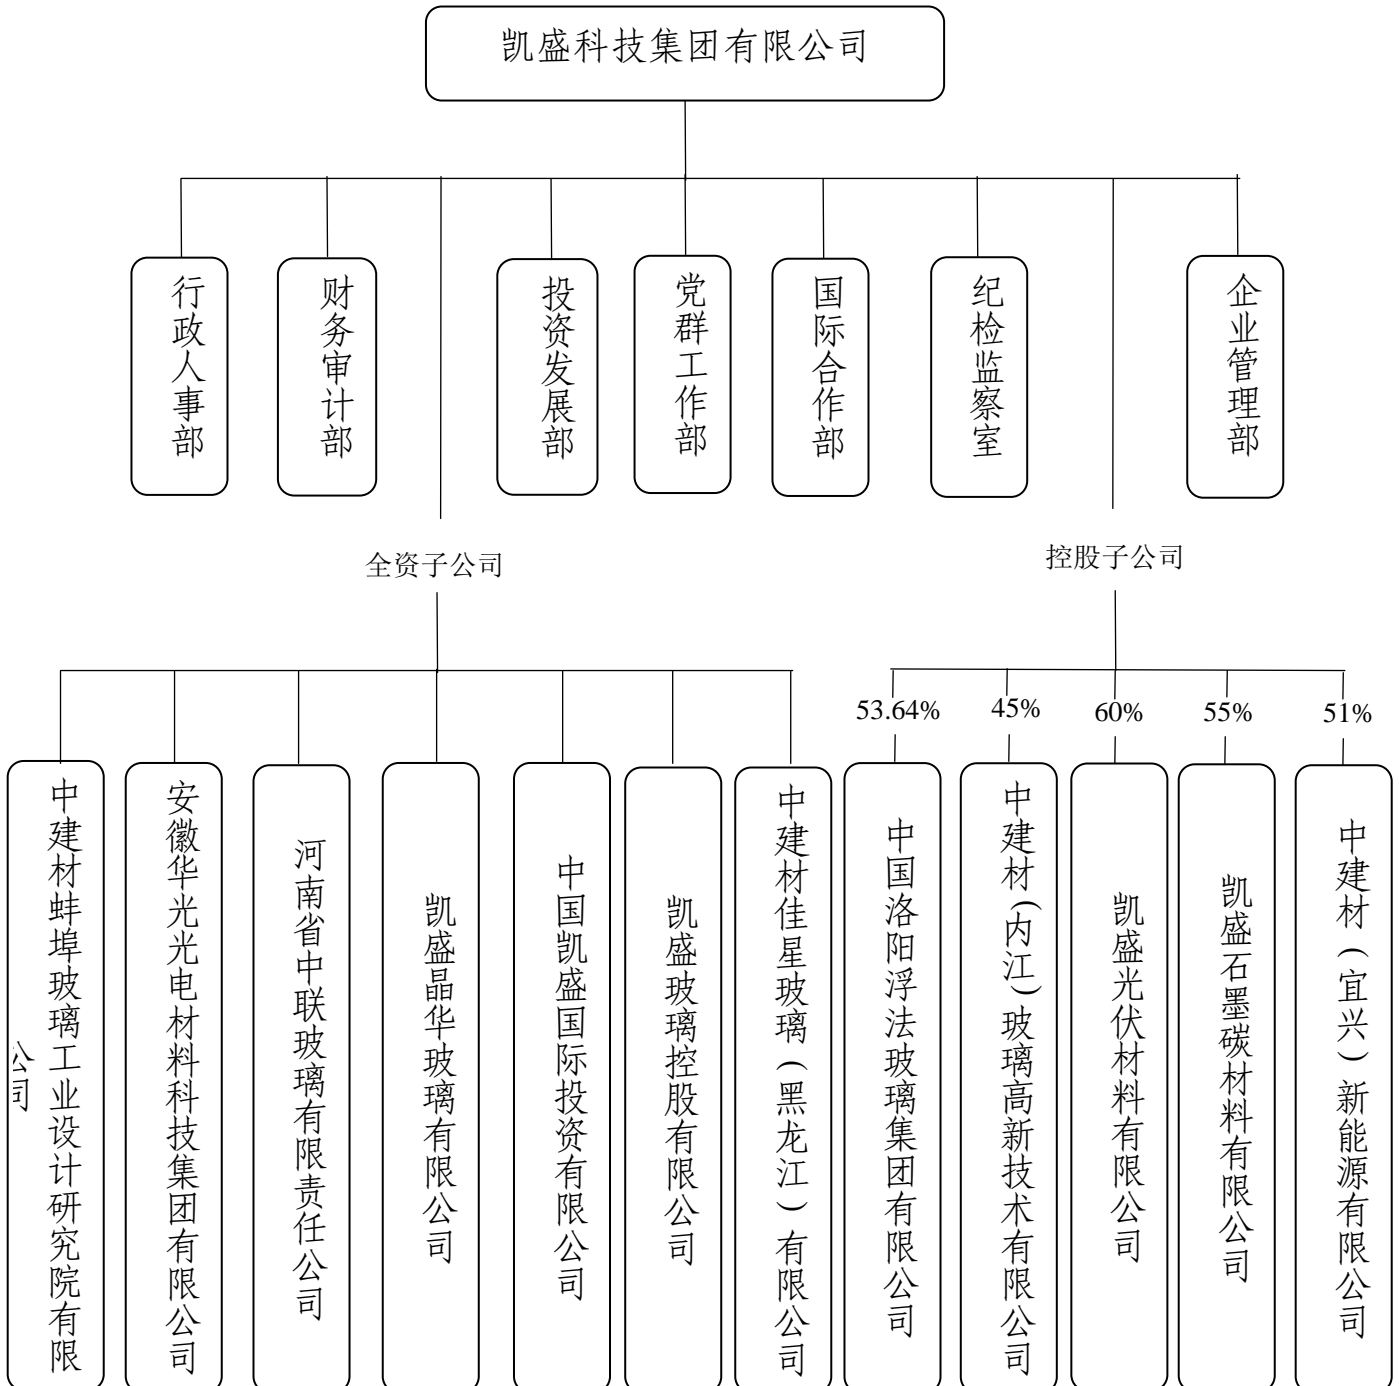 凯盛科技集团有限公司
行政人事部
财务审计部
投资发展部
党群工作部
国际合作部
纪检监察室
企业管理部
全资子公司
控股子公司
53.64%
45%
60%
55%
51%
中建材蚌埠玻璃工业设计研究院有限
公司
安徽华光光电材料科技集团有限公司
河南省中联玻璃有限责任公司
凯盛晶华玻璃有限公司
中国凯盛国际投资有限公司
凯盛玻璃控股有限公司
中建材佳星玻璃（黑龙江）有限公司
中国洛阳浮法玻璃集团有限公司
中建材（内江）玻璃高新技术有限公司
凯盛光伏材料有限公司
凯盛石墨碳材料有限公司
中建材（宜兴）新能源有限公司